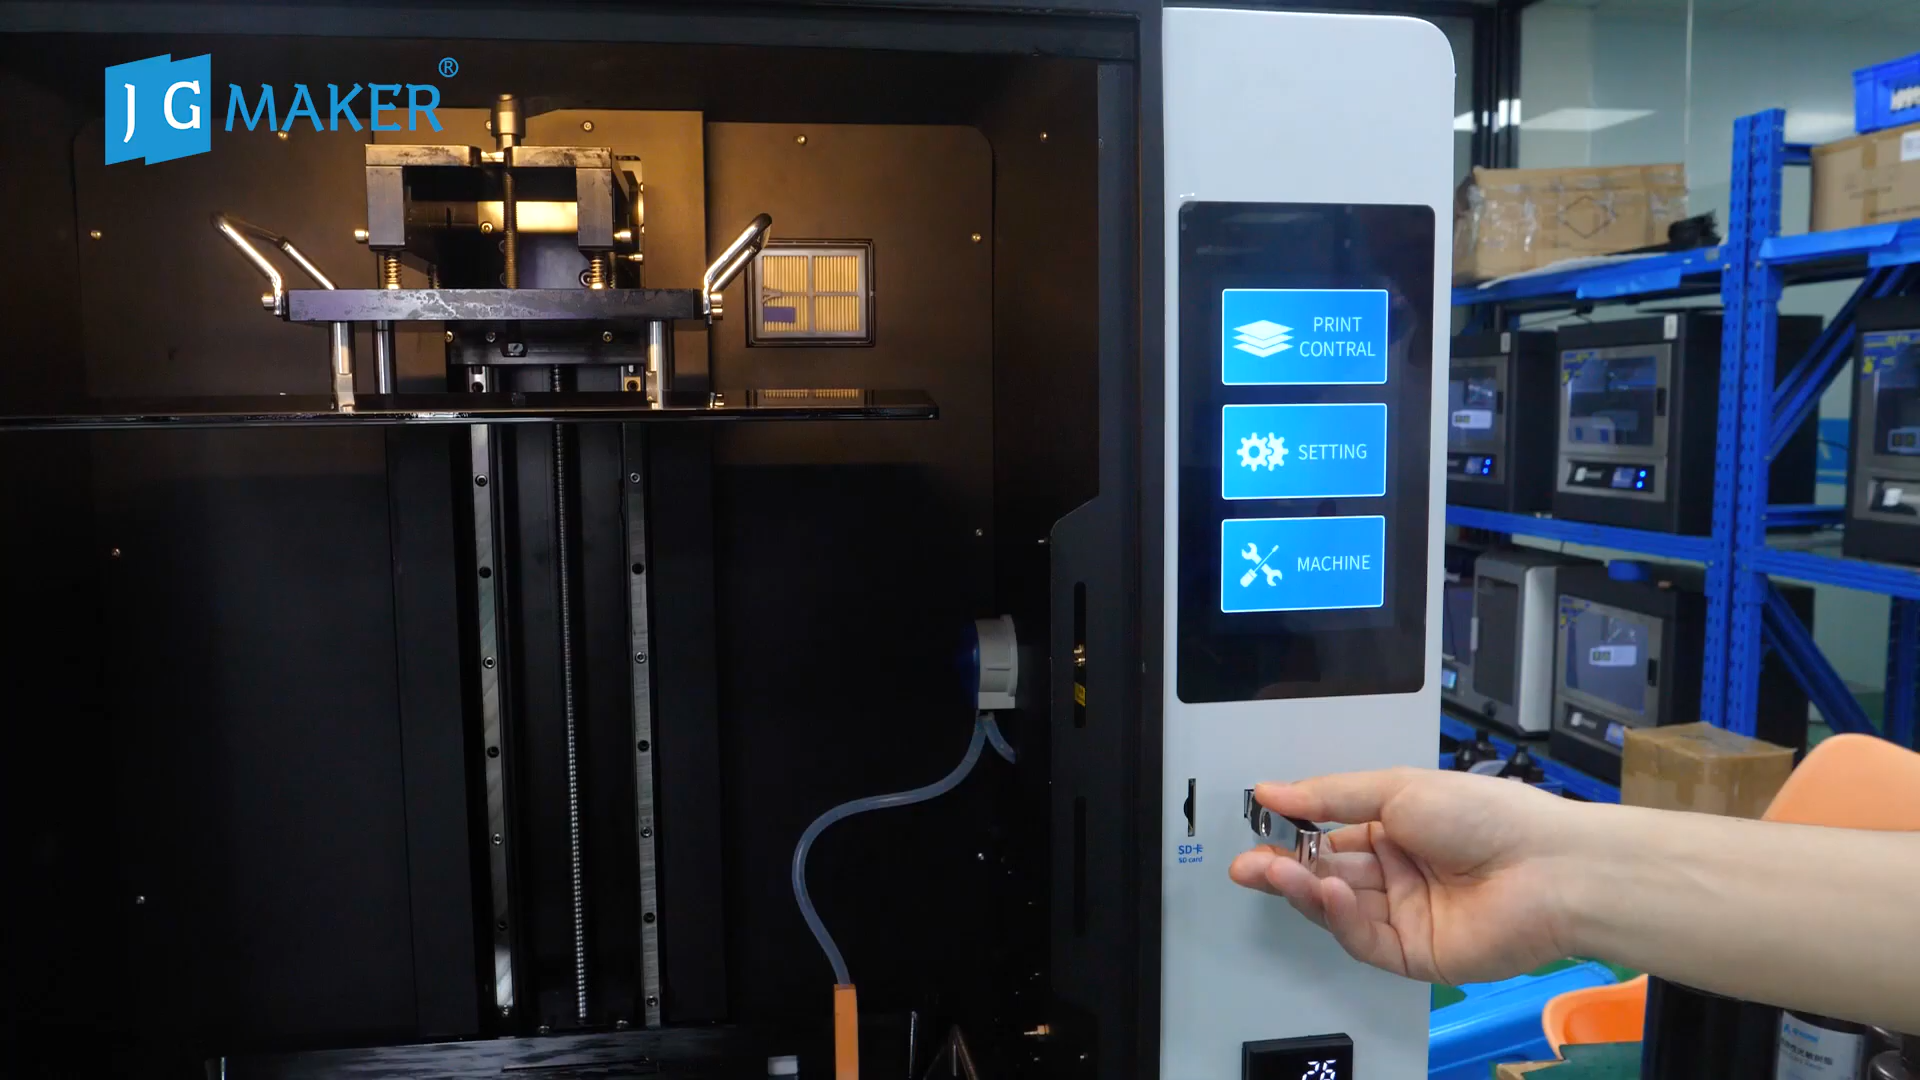 JG MAKER®
PRINT
CONTRAL
SETTING
MACHINE
SD卡
SD card
26